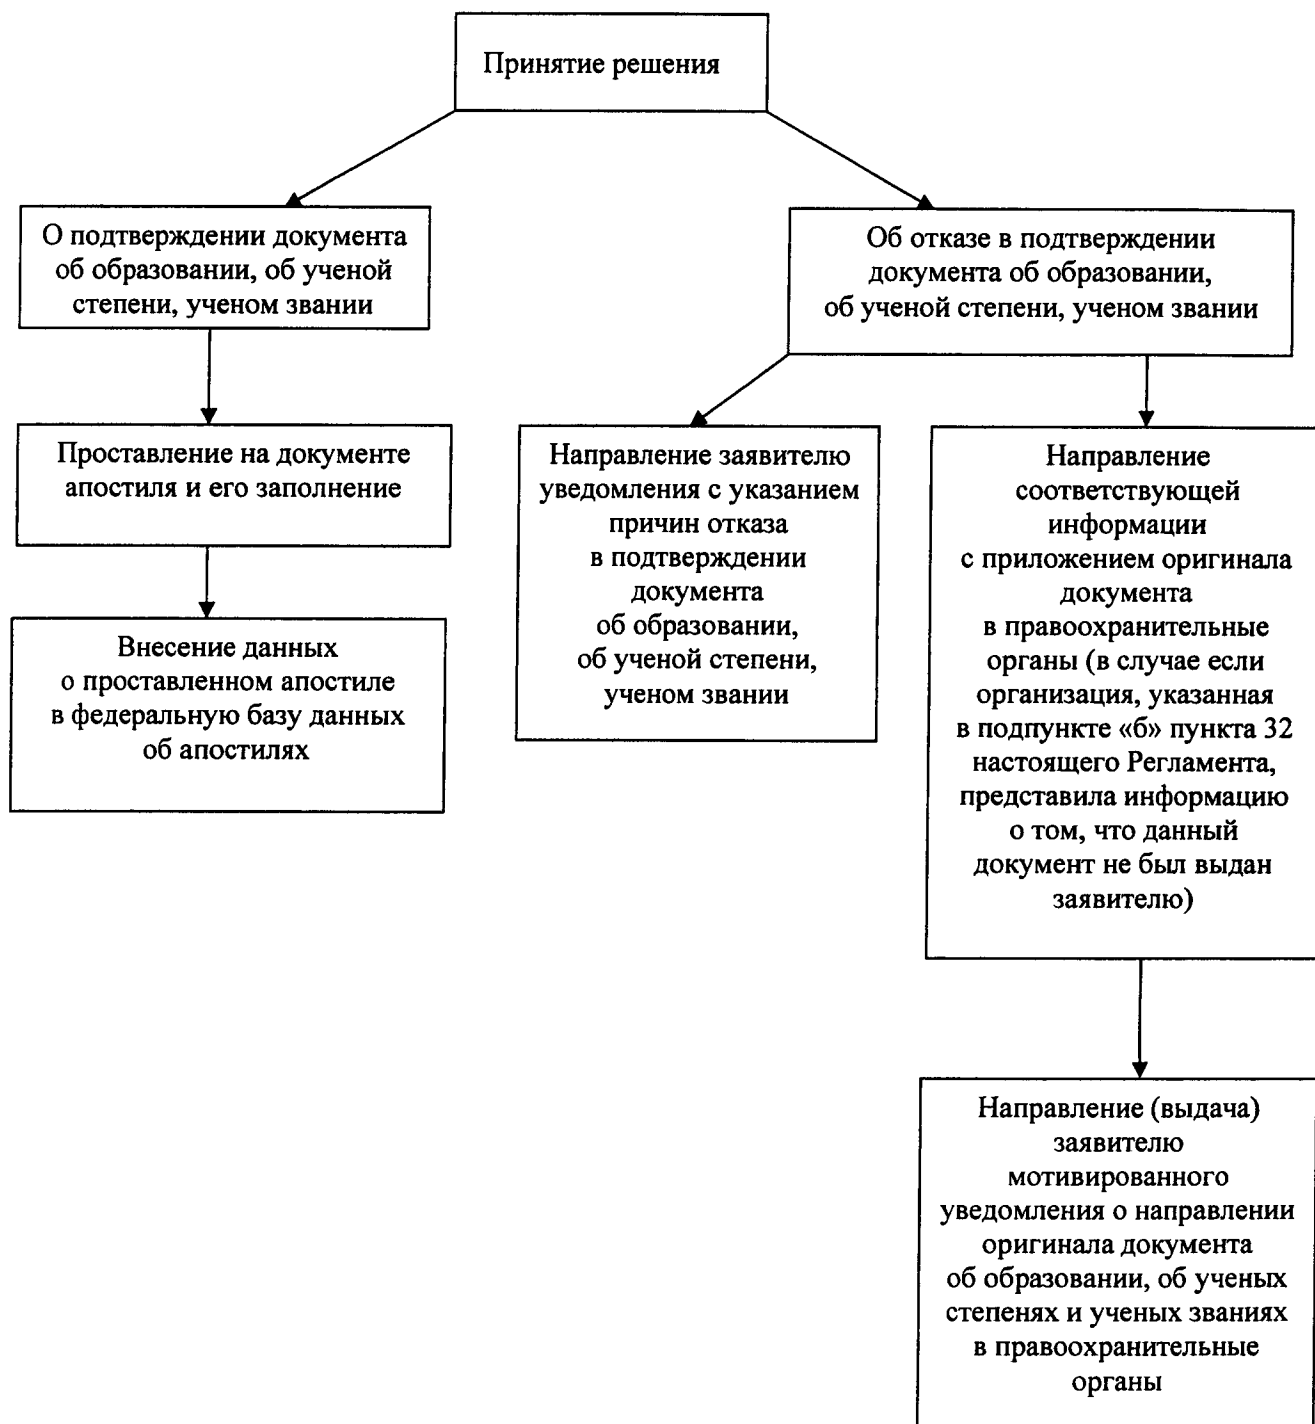 Принятие решения
О подтверждении документа
об образовании, об ученой
степени, ученом звании
Об отказе в подтверждении
документа об образовании,
об ученой степени, ученом звании
Проставление на документе
апостиля и его заполнение
Направление заявителю
уведомления с указанием
причин отказа
в подтверждении
документа
об образовании,
об ученой степени,
ученом звании
Направление
соответствующей
информации
с приложением оригинала
документа
в правоохранительные
органы (в случае если
организация, указанная
в подпункте «б» пункта 32
настоящего Регламента,
представила информацию
о том, что данный
документ не был выдан
заявителю)
Внесение данных
о проставленном апостиле
в федеральную базу данных
об апостилях
Направление (выдача)
заявителю
мотивированного
уведомления о направлении
оригинала документа
об образовании, об ученых
степенях и ученых званиях
в правоохранительные
органы